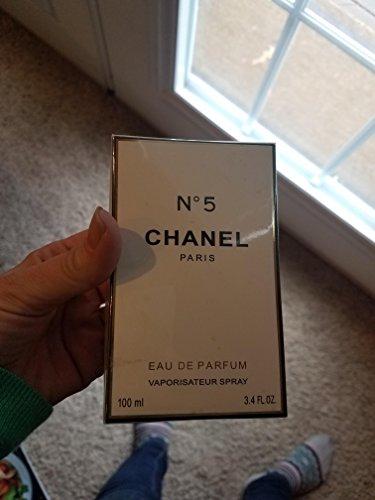 N°5
CHANEL
PARIS
EAU DE PARFUM
VAPORISATEUR SPRAY
100 ml 3.4 FL.OZ.